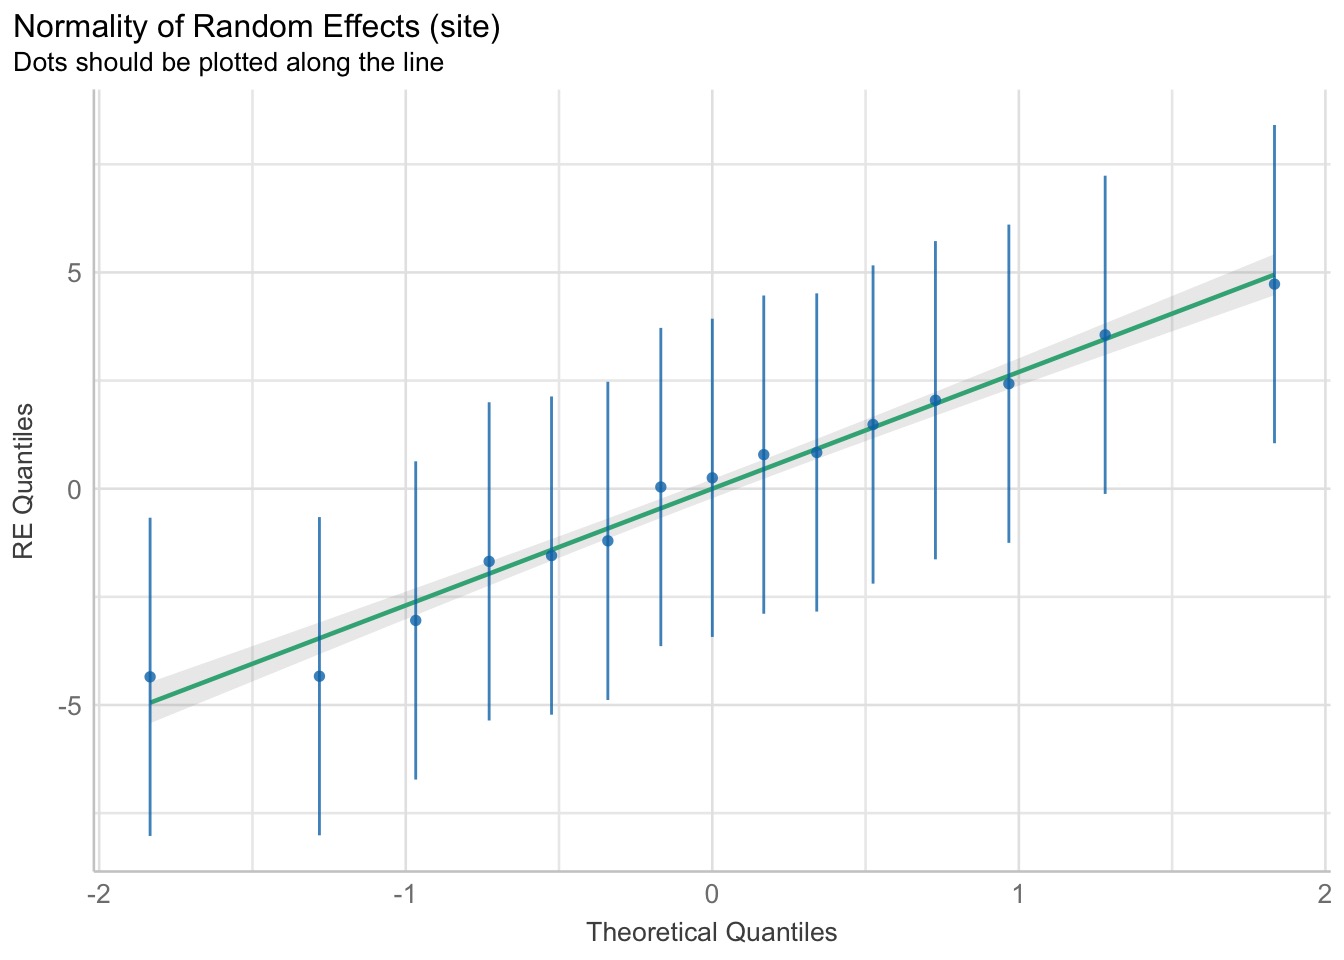 Normality of Random Effects (site)
Dots should be plotted along the line
RE Quantiles
5
0
-5
-2 -1 0 1 2
Theoretical Quantiles